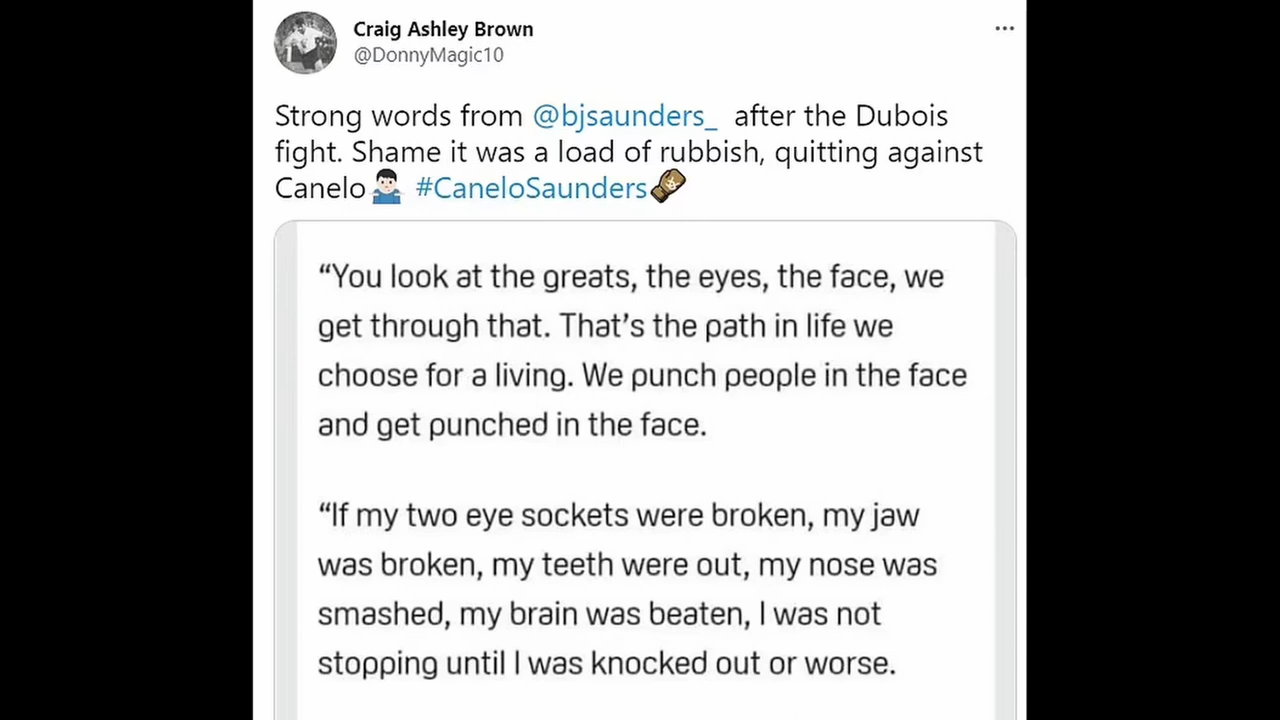 Craig Ashley Brown
@DonnyMagic10
Strong words from @bjsaunders_ after the Dubois
fight. Shame it was a load of rubbish, quitting against
Canelo🤷🏻‍♂️ #CaneloSaunders
“You look at the greats, the eyes, the face, we
get through that. That’s the path in life we
choose for a living. We punch people in the face
and get punched in the face.
“If my two eye sockets were broken, my jaw
was broken, my teeth were out, my nose was
smashed, my brain was beaten, I was not
stopping until I was knocked out or worse.